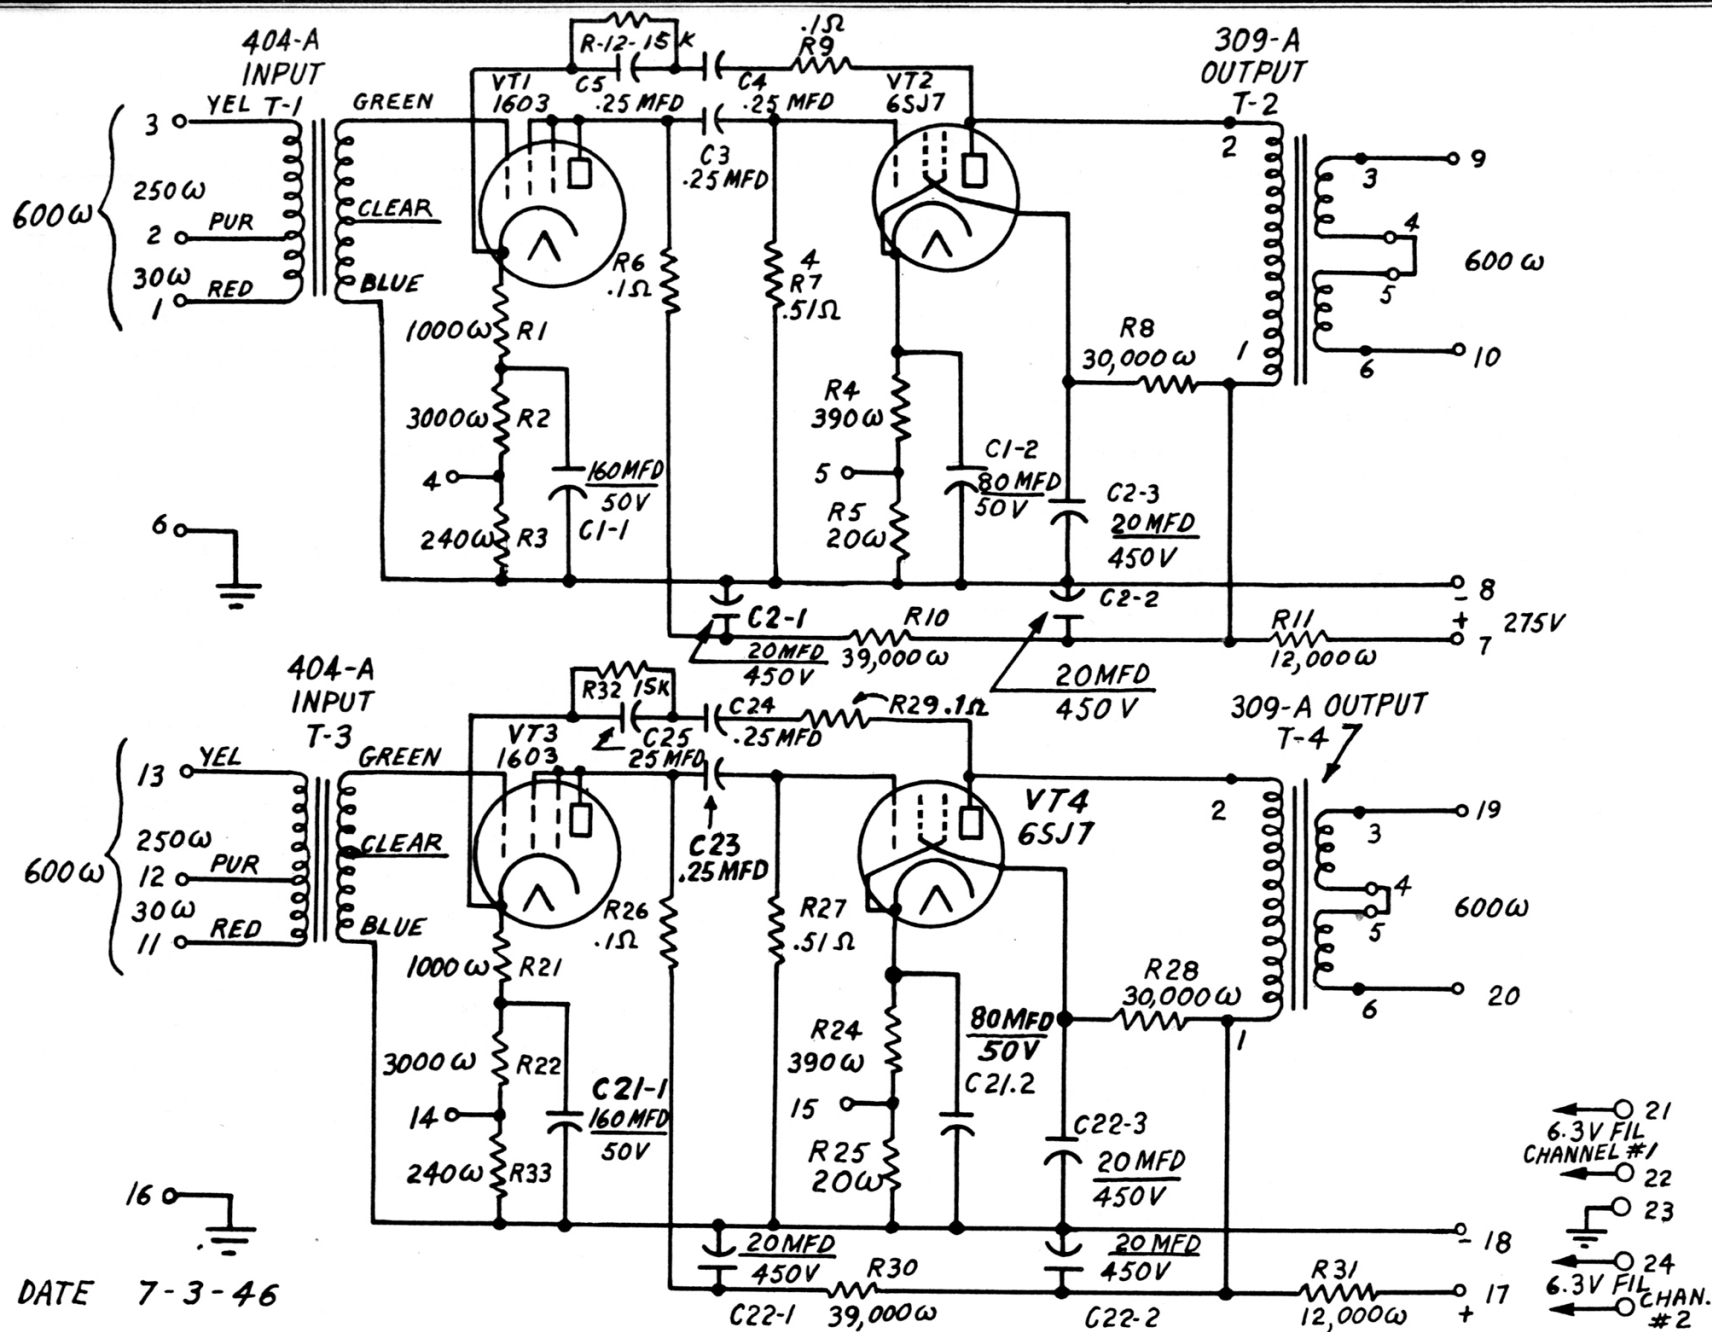 404-A
INPUT
T-1
YEL
GREEN
3
250ω
600ω
PUR
2
CLEAR
30ω
RED
1
BLUE
VT1
1603
R-12-15K
C5
.25 MFD
C4
.25 MFD
.1Ω
R9
VT2
6SJ7
C3
.25MFD
R6
.1Ω
4
R7
.51Ω
309-A
OUTPUT
T-2
2
1
3
9
4
5
600ω
6
10
1000ω R1
3000ω R2
4
240ω R3
160MFD
50V
C1-1
R4
390ω
5
R5
20ω
C1-2
80MFD
50V
R8
30,000ω
C2-3
20MFD
450V
6
8
-
+ 275V
7
C2-1
20MFD
450V
R10
39,000ω
C2-2
20MFD
450V
R11
12,000ω
404-A
INPUT
T-3
13
YEL
GREEN
250ω
600ω
12
PUR
CLEAR
30ω
11
RED
BLUE
VT3
1603
R32 15K
C25
25MFD
C24
.25MFD
R29 .1Ω
C23
.25MFD
VT4
6SJ7
309-A OUTPUT
T-4
2
1
3
19
4
5
600ω
6
20
R26
.1Ω
R27
.51Ω
1000ω R21
3000ω R22
14
240ω R33
C21-1
160MFD
50V
R24
390ω
15
R25
20ω
80MFD
50V
C21.2
R28
30,000ω
C22-3
20MFD
450V
16
- 18
17
+
20MFD
450V
C22-1
R30
39,000ω
20MFD
450V
C22-2
R31
12,000ω
21
6.3V FIL
CHANNEL #1
22
23
24
6.3V FIL
CHAN.
#2
DATE 7-3-46